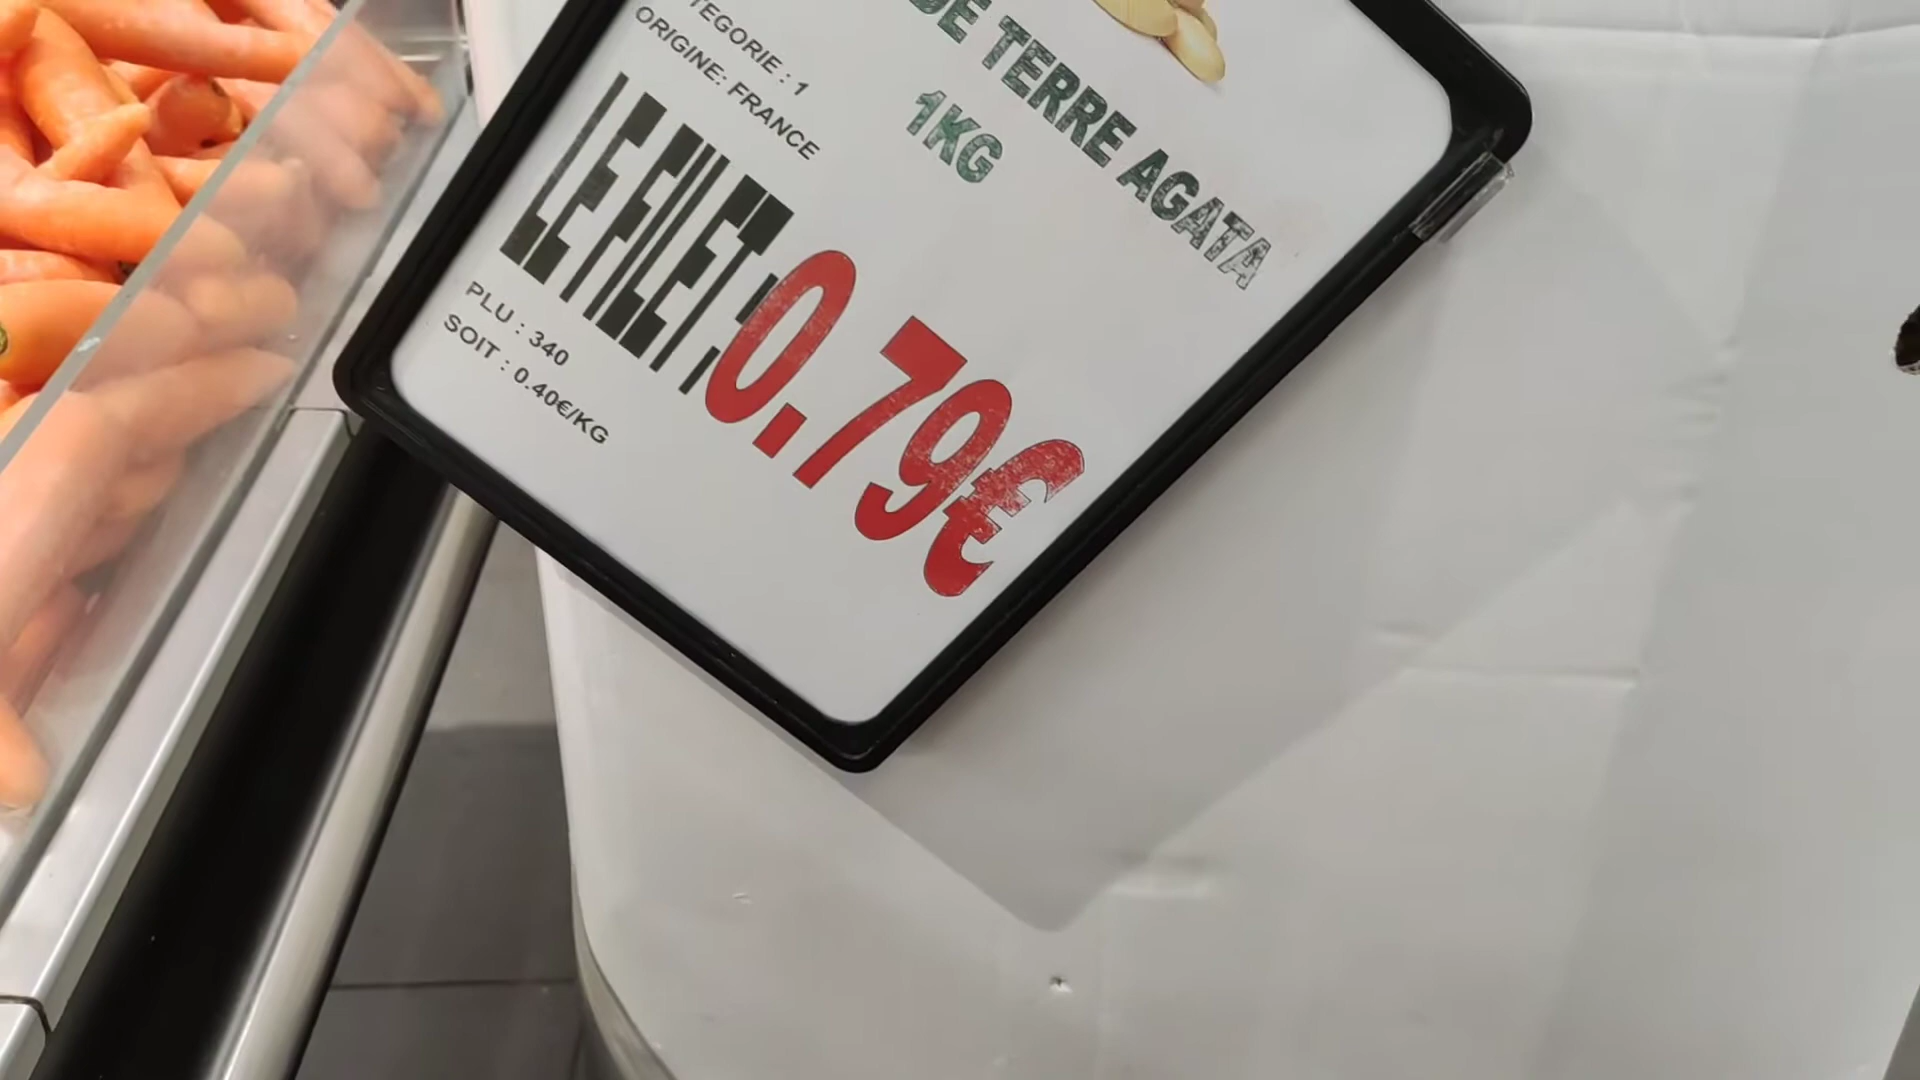 DE TERRE AGATA
1KG
TEGORIE : 1
ORIGINE: FRANCE
LE FILET : 0.79€
PLU : 340
SOIT : 0.40€/KG